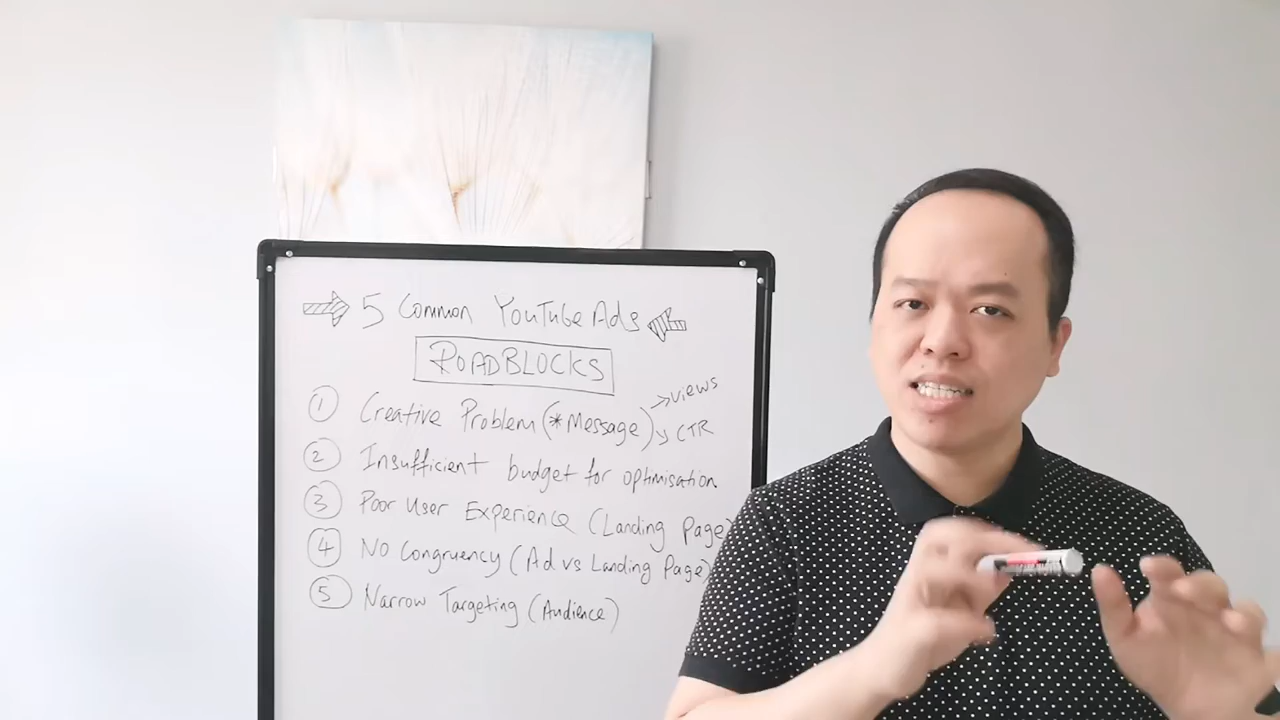 5 Common YouTube Ads
ROADBLOCKS
① Creative Problem (*Message) → views
↘ CTR
② Insufficient budget for optimisation
③ Poor User Experience (Landing Page)
④ No Congruency (Ad vs Landing Page)
⑤ Narrow Targeting (Audience)